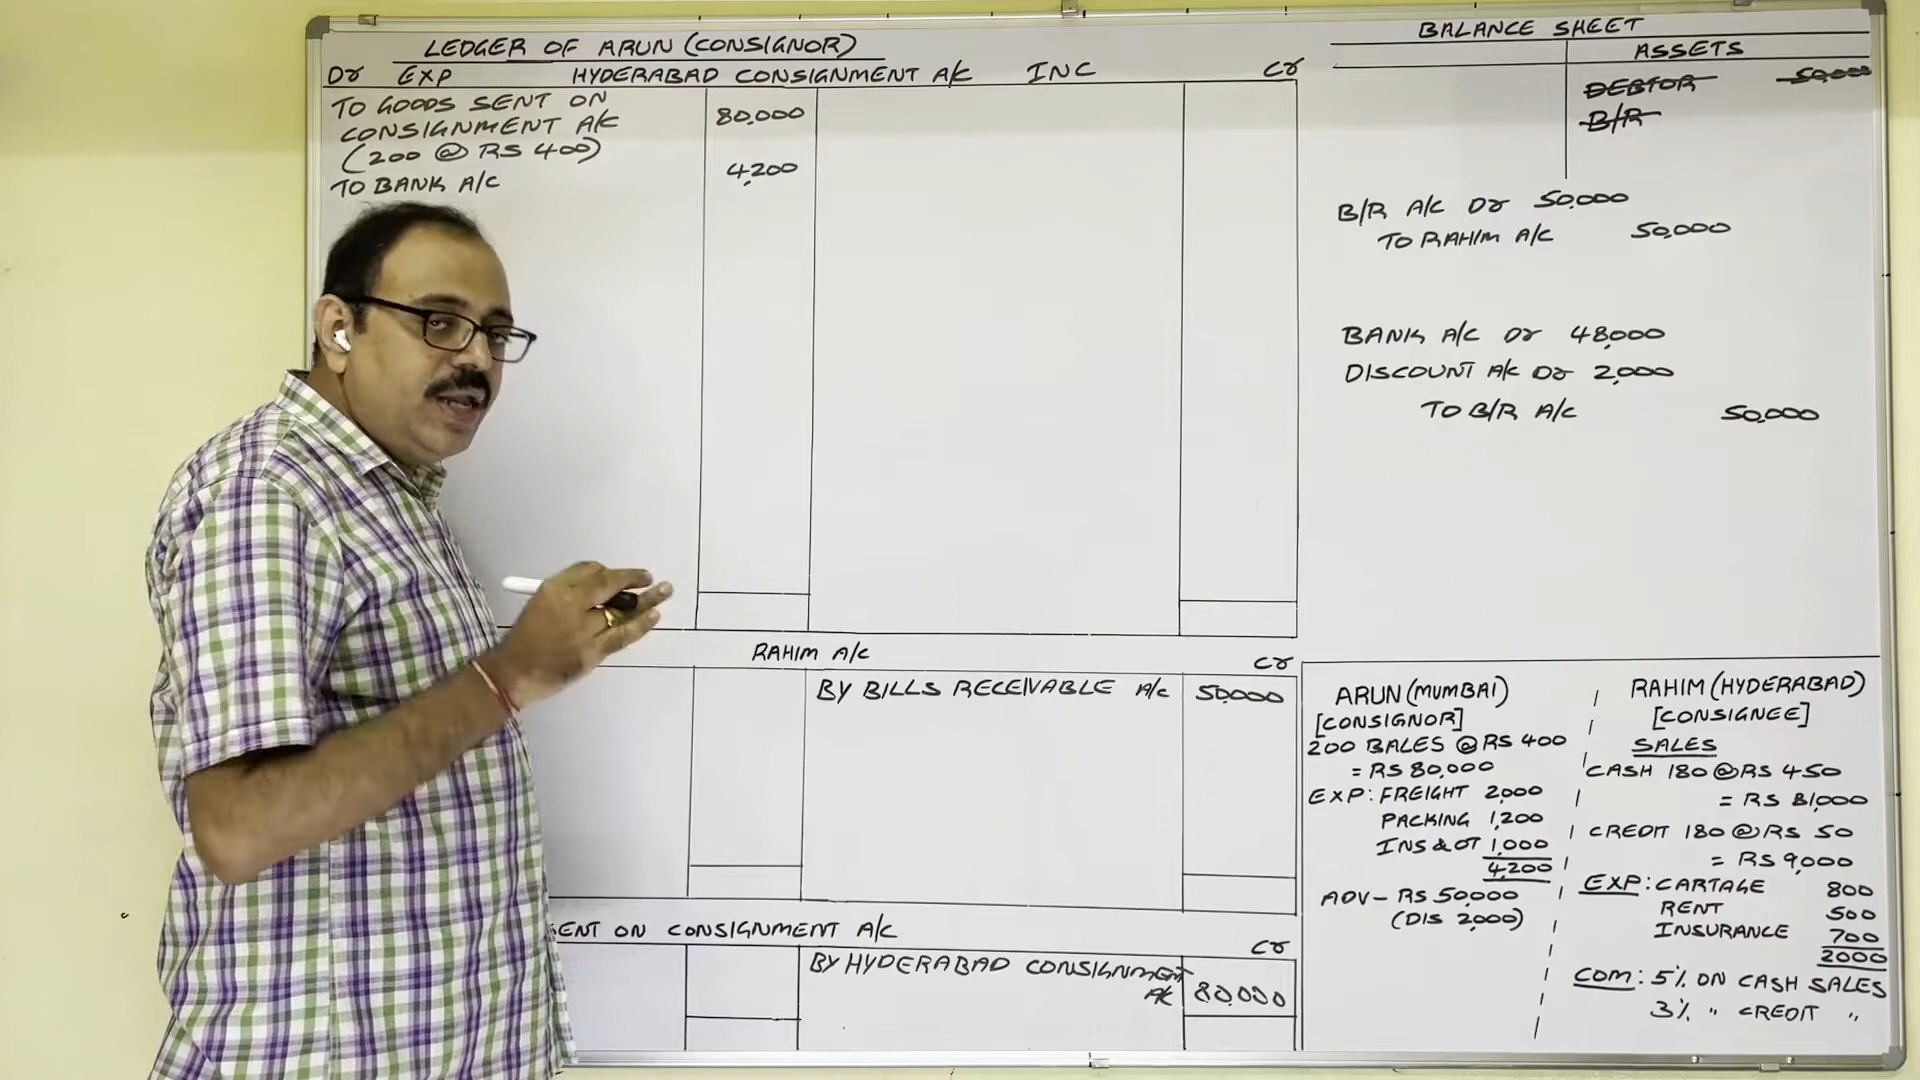 LEDGER OF ARUN (CONSIGNOR)
Dr EXP HYDERABAD CONSIGNMENT A/C INC Cr
TO GOODS SENT ON
CONSIGNMENT A/C
(200 @ RS 400)
80,000
TO BANK A/C
4,200
RAHIM A/C
Cr
BY BILLS RECEIVABLE A/C 50,000
SENT ON CONSIGNMENT A/C
Cr
BY HYDERABAD CONSIGNMENT
A/C 80,000
BALANCE SHEET
ASSETS
DEBTOR 50,000
B/R
B/R A/C Dr 50,000
TO RAHIM A/C 50,000
BANK A/C Dr 48,000
DISCOUNT A/C Dr 2,000
TO B/R A/C 50,000
ARUN (MUMBAI)
[CONSIGNOR]
200 BALES @ RS 400
= RS 80,000
EXP: FREIGHT 2,000
PACKING 1,200
INS & OT 1,000
4,200
ADV - RS 50,000
(DIS 2,000)
RAHIM (HYDERABAD)
[CONSIGNEE]
SALES
CASH 180 @ RS 450
= RS 81,000
CREDIT 180 @ RS 50
= RS 9,000
EXP: CARTAGE 800
RENT 500
INSURANCE 700
2000
COM: 5% ON CASH SALES
3% " CREDIT "